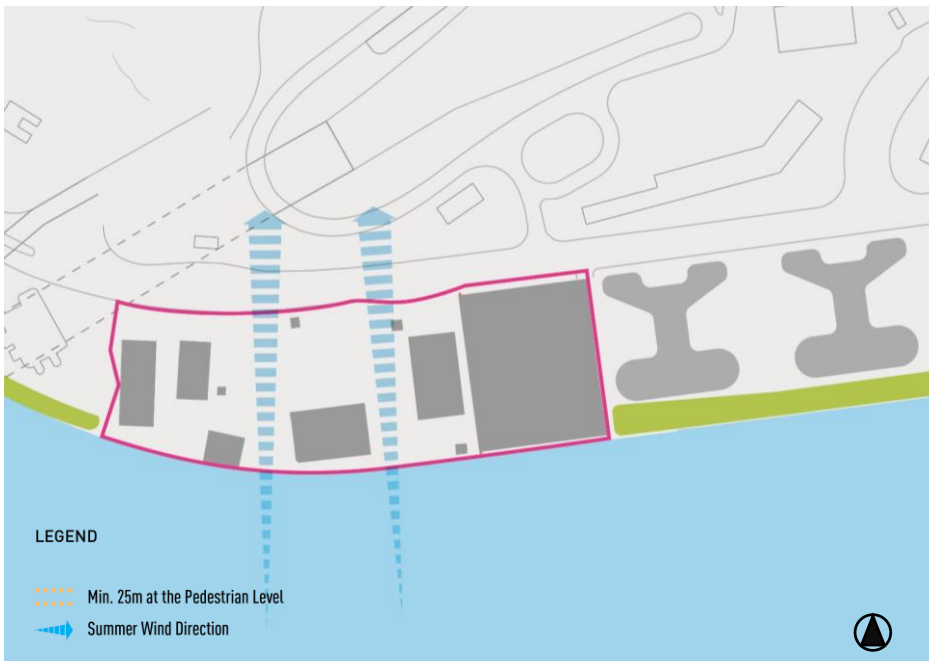 LEGEND
Min. 25m at the Pedestrian Level
Summer Wind Direction